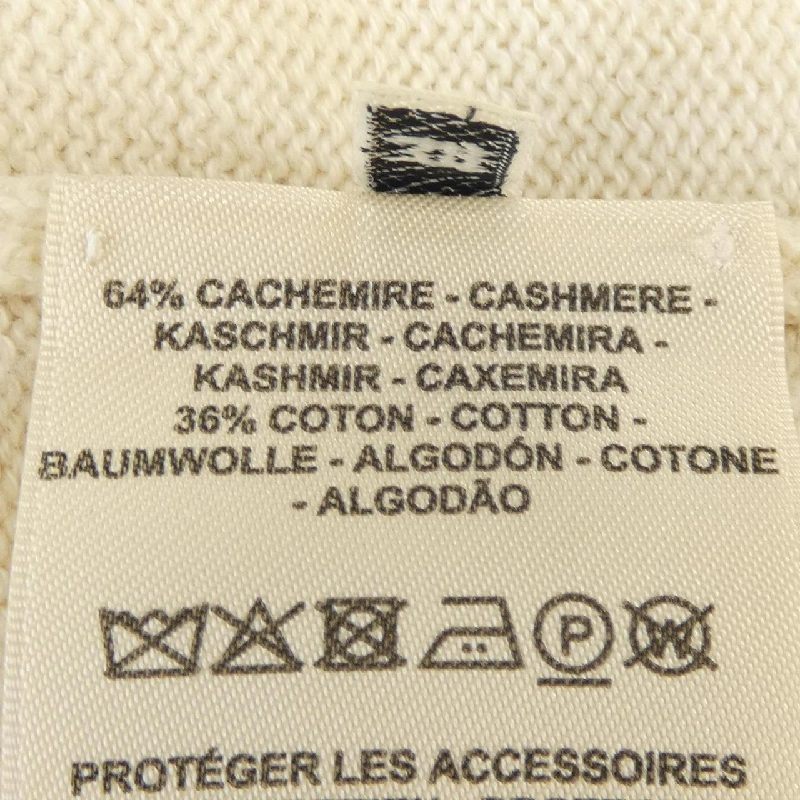 64% CACHEMIRE - CASHMERE -
KASCHMIR - CACHEMIRA -
KASHMIR - CAXEMIRA
36% COTON - COTTON -
BAUMWOLLE - ALGODÓN - COTONE
- ALGODÃO
P W
PROTÉGER LES ACCESSOIRES